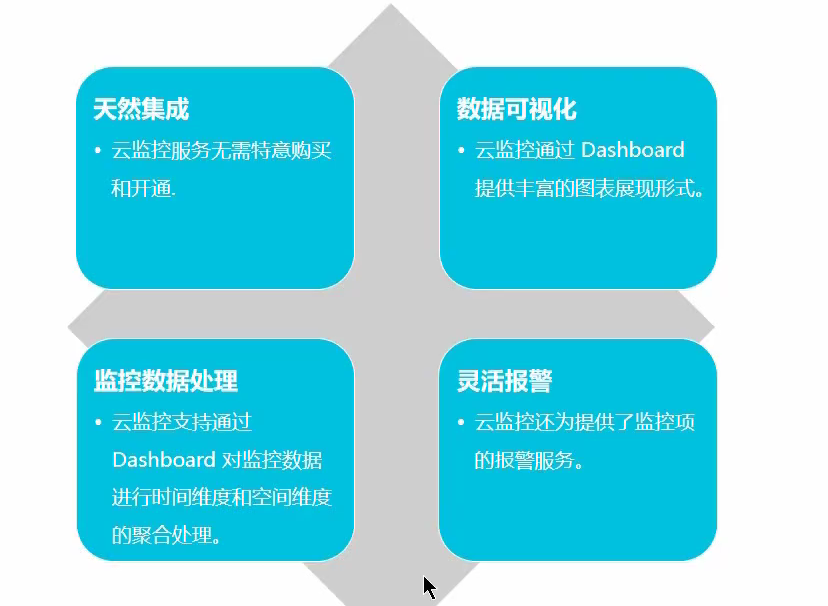 天然集成
• 云监控服务无需特意购买
和开通.
数据可视化
• 云监控通过 Dashboard
提供丰富的图表展现形式。
监控数据处理
• 云监控支持通过
Dashboard 对监控数据
进行时间维度和空间维度
的聚合处理。
灵活报警
• 云监控还为提供了监控项
的报警服务。